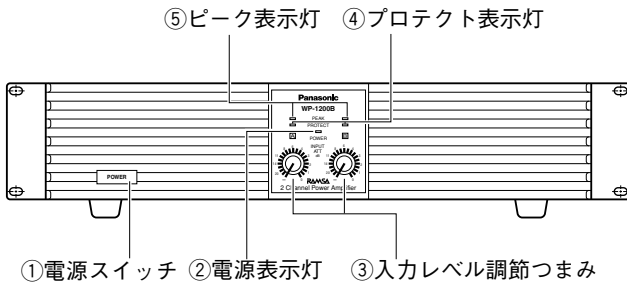 ⑤ピーク表示灯 ④プロテクト表示灯
Panasonic
WP-1200B
PEAK
PROTECT
A B
POWER
INPUT
ATT
dB
POWER
RAMSA
2 Channel Power Amplifier
①電源スイッチ ②電源表示灯 ③入力レベル調節つまみ